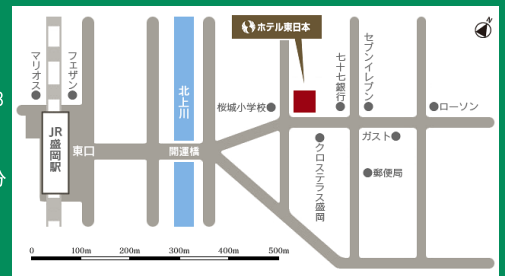 N
ホテル東日本
マリオス
フェザン
北上川
桜城小学校
七十七銀行
セブンイレブン
ローソン
JR
盛岡駅
東口
開運橋
クロステラス盛岡
ガスト
郵便局
分
0 100m 200m 300m 400m 500m